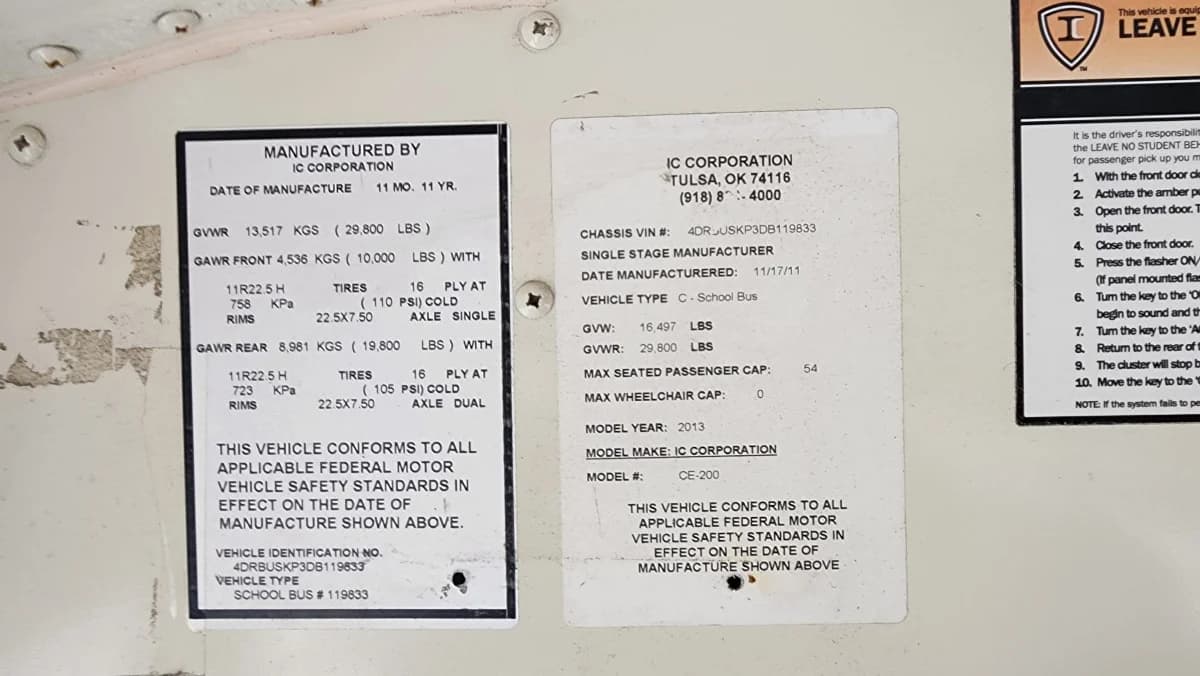 MANUFACTURED BY
IC CORPORATION
DATE OF MANUFACTURE 11 MO. 11 YR.
GVWR 13,517 KGS ( 29,800 LBS )
GAWR FRONT 4,536 KGS ( 10,000 LBS ) WITH
11R22.5 H TIRES 16 PLY AT
758 KPa ( 110 PSI) COLD
RIMS 22.5X7.50 AXLE SINGLE
GAWR REAR 8,981 KGS ( 19,800 LBS ) WITH
11R22.5 H TIRES 16 PLY AT
723 KPa ( 105 PSI) COLD
RIMS 22.5X7.50 AXLE DUAL
THIS VEHICLE CONFORMS TO ALL
APPLICABLE FEDERAL MOTOR
VEHICLE SAFETY STANDARDS IN
EFFECT ON THE DATE OF
MANUFACTURE SHOWN ABOVE.
VEHICLE IDENTIFICATION NO.
4DRBUSKP3DB119833
VEHICLE TYPE
SCHOOL BUS # 119833
IC CORPORATION
TULSA, OK 74116
(918) 4000
CHASSIS VIN #: 4DRBUSKP3DB119833
SINGLE STAGE MANUFACTURER
DATE MANUFACTURERED: 11/17/11
VEHICLE TYPE C - School Bus
GVW: 16,497 LBS
GVWR: 29,800 LBS
MAX SEATED PASSENGER CAP: 54
MAX WHEELCHAIR CAP: 0
MODEL YEAR: 2013
MODEL MAKE: IC CORPORATION
MODEL #: CE-200
THIS VEHICLE CONFORMS TO ALL
APPLICABLE FEDERAL MOTOR
VEHICLE SAFETY STANDARDS IN
EFFECT ON THE DATE OF
MANUFACTURE SHOWN ABOVE
I
TM
This vehicle is
LEAVE
It is the driver's
the LEAVE NO STUDENT
for passenger pick up you
1. With the front door
2. Activate the amber
3. Open the front door.
this point.
4. Close the front door.
5. Press the flasher
(If panel mounted
6. Turn the key to the
begin to sound and
7. Turn the key to the
8. Return to the rear of
9. The cluster will stop
10. Move the key to the
NOTE: If the system fails to